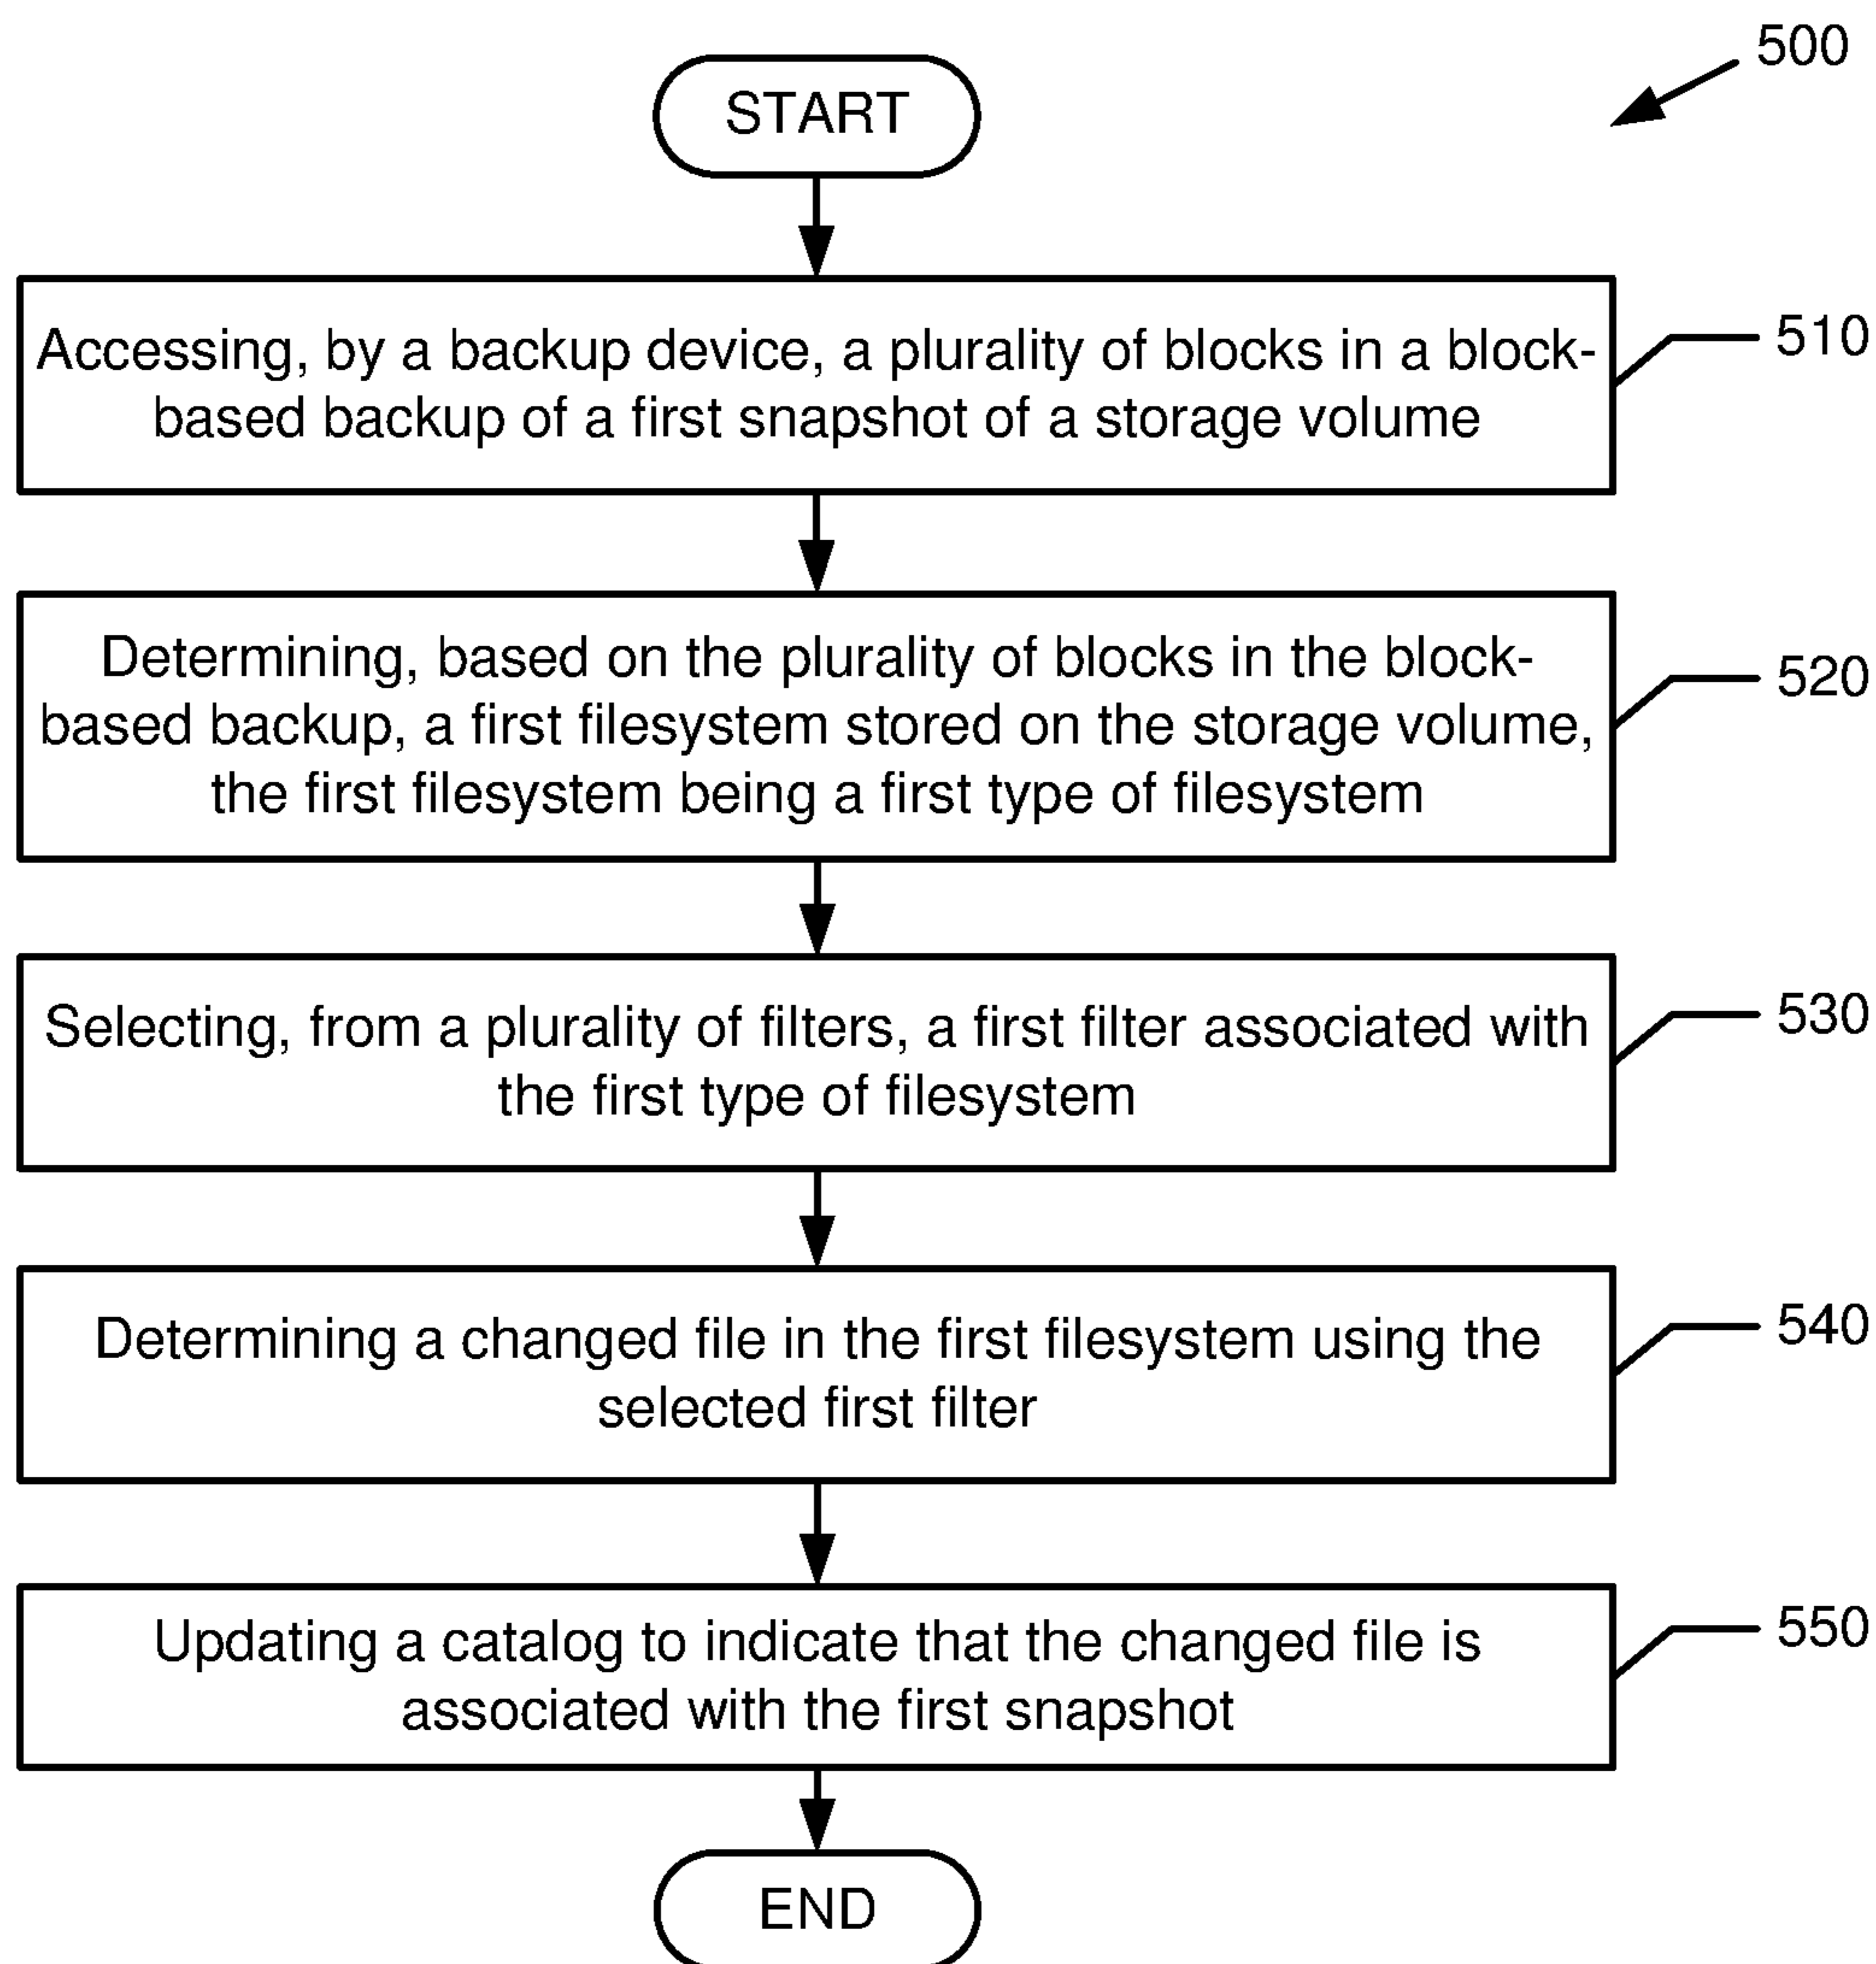 500
START
Accessing, by a backup device, a plurality of blocks in a block-
based backup of a first snapshot of a storage volume
510
Determining, based on the plurality of blocks in the block-
based backup, a first filesystem stored on the storage volume,
the first filesystem being a first type of filesystem
520
Selecting, from a plurality of filters, a first filter associated with
the first type of filesystem
530
Determining a changed file in the first filesystem using the
selected first filter
540
Updating a catalog to indicate that the changed file is
associated with the first snapshot
550
END